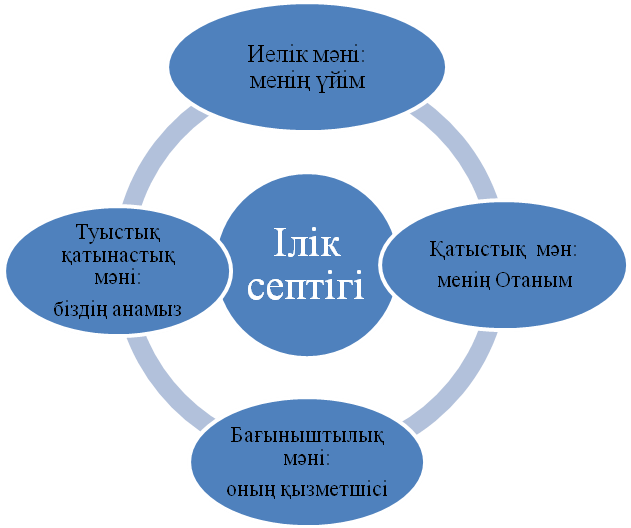 Иелік мәні:
менің үйім
Туыстық
қатынастық
мәні:
біздің анамыз
Ілік
септігі
Қатыстық мән:
менің Отаным
Бағыныштылық
мәні:
оның қызметшісі